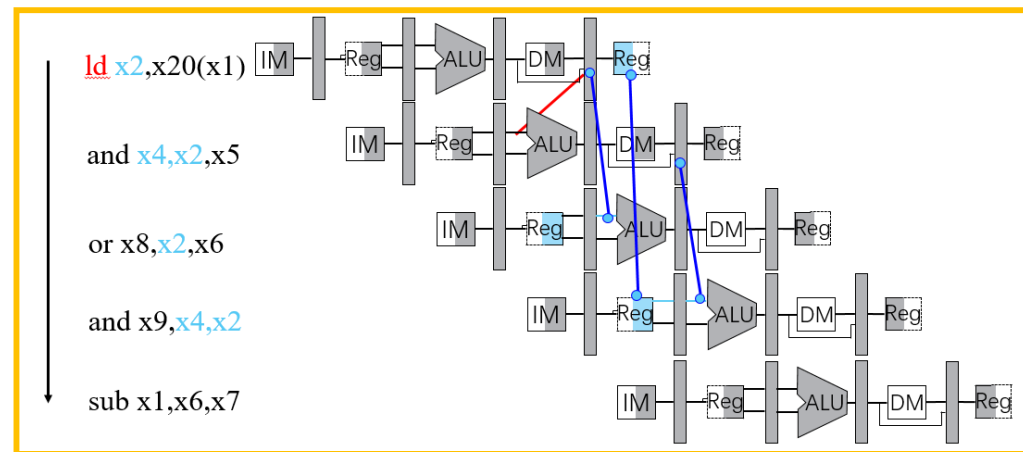 ld x2,x20(x1) IM Reg ALU DM Reg
and x4,x2,x5 IM Reg ALU DM Reg
or x8,x2,x6 IM Reg ALU DM Reg
and x9,x4,x2 IM Reg ALU DM Reg
sub x1,x6,x7 IM Reg ALU DM Reg